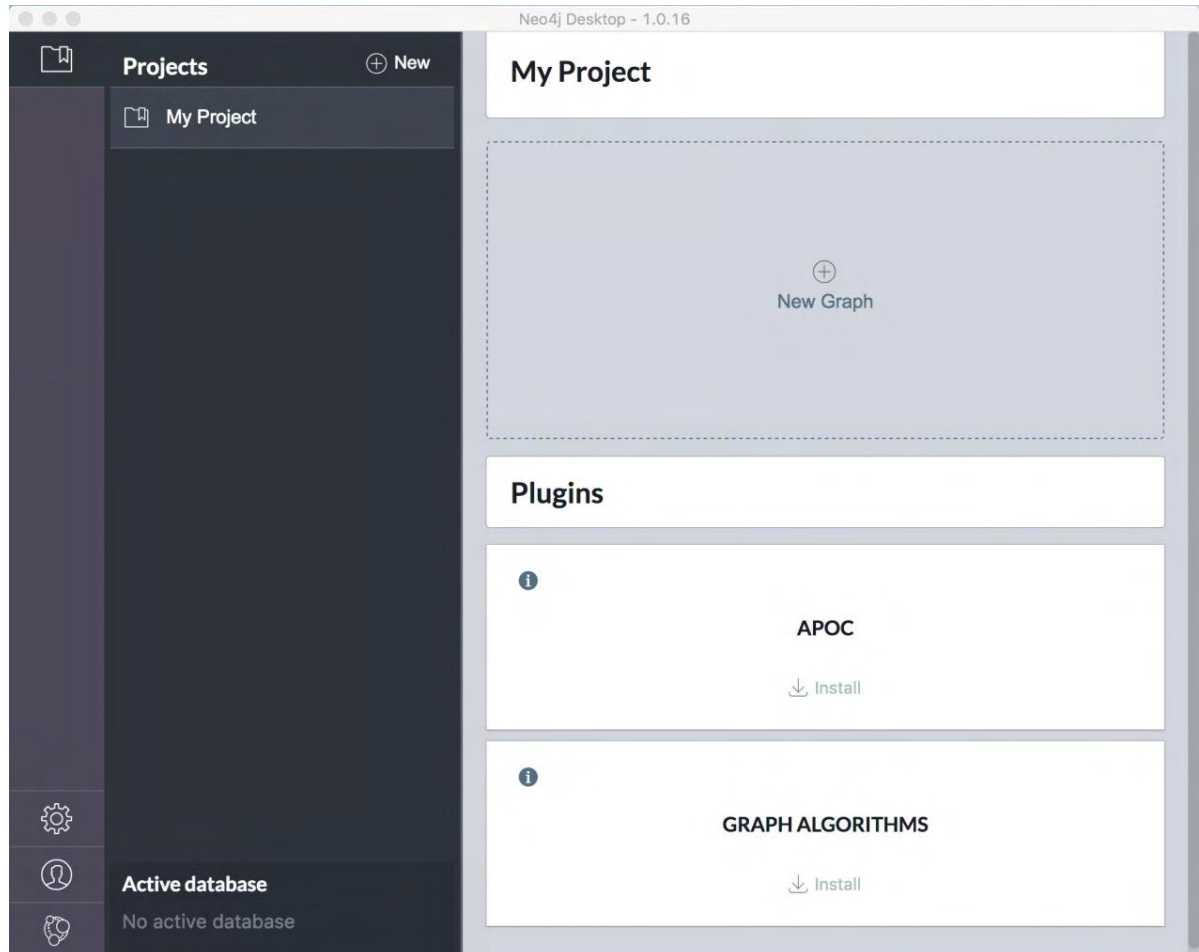 Neo4j Desktop - 1.0.16
Projects
New
My Project
Active database
No active database
My Project
New Graph
Plugins
APOC
Install
GRAPH ALGORITHMS
Install